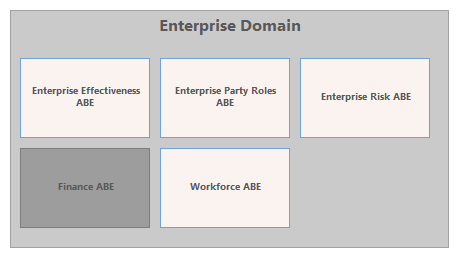 Enterprise Domain
Enterprise Effectiveness
ABE
Enterprise Party Roles
ABE
Enterprise Risk ABE
Finance ABE
Workforce ABE